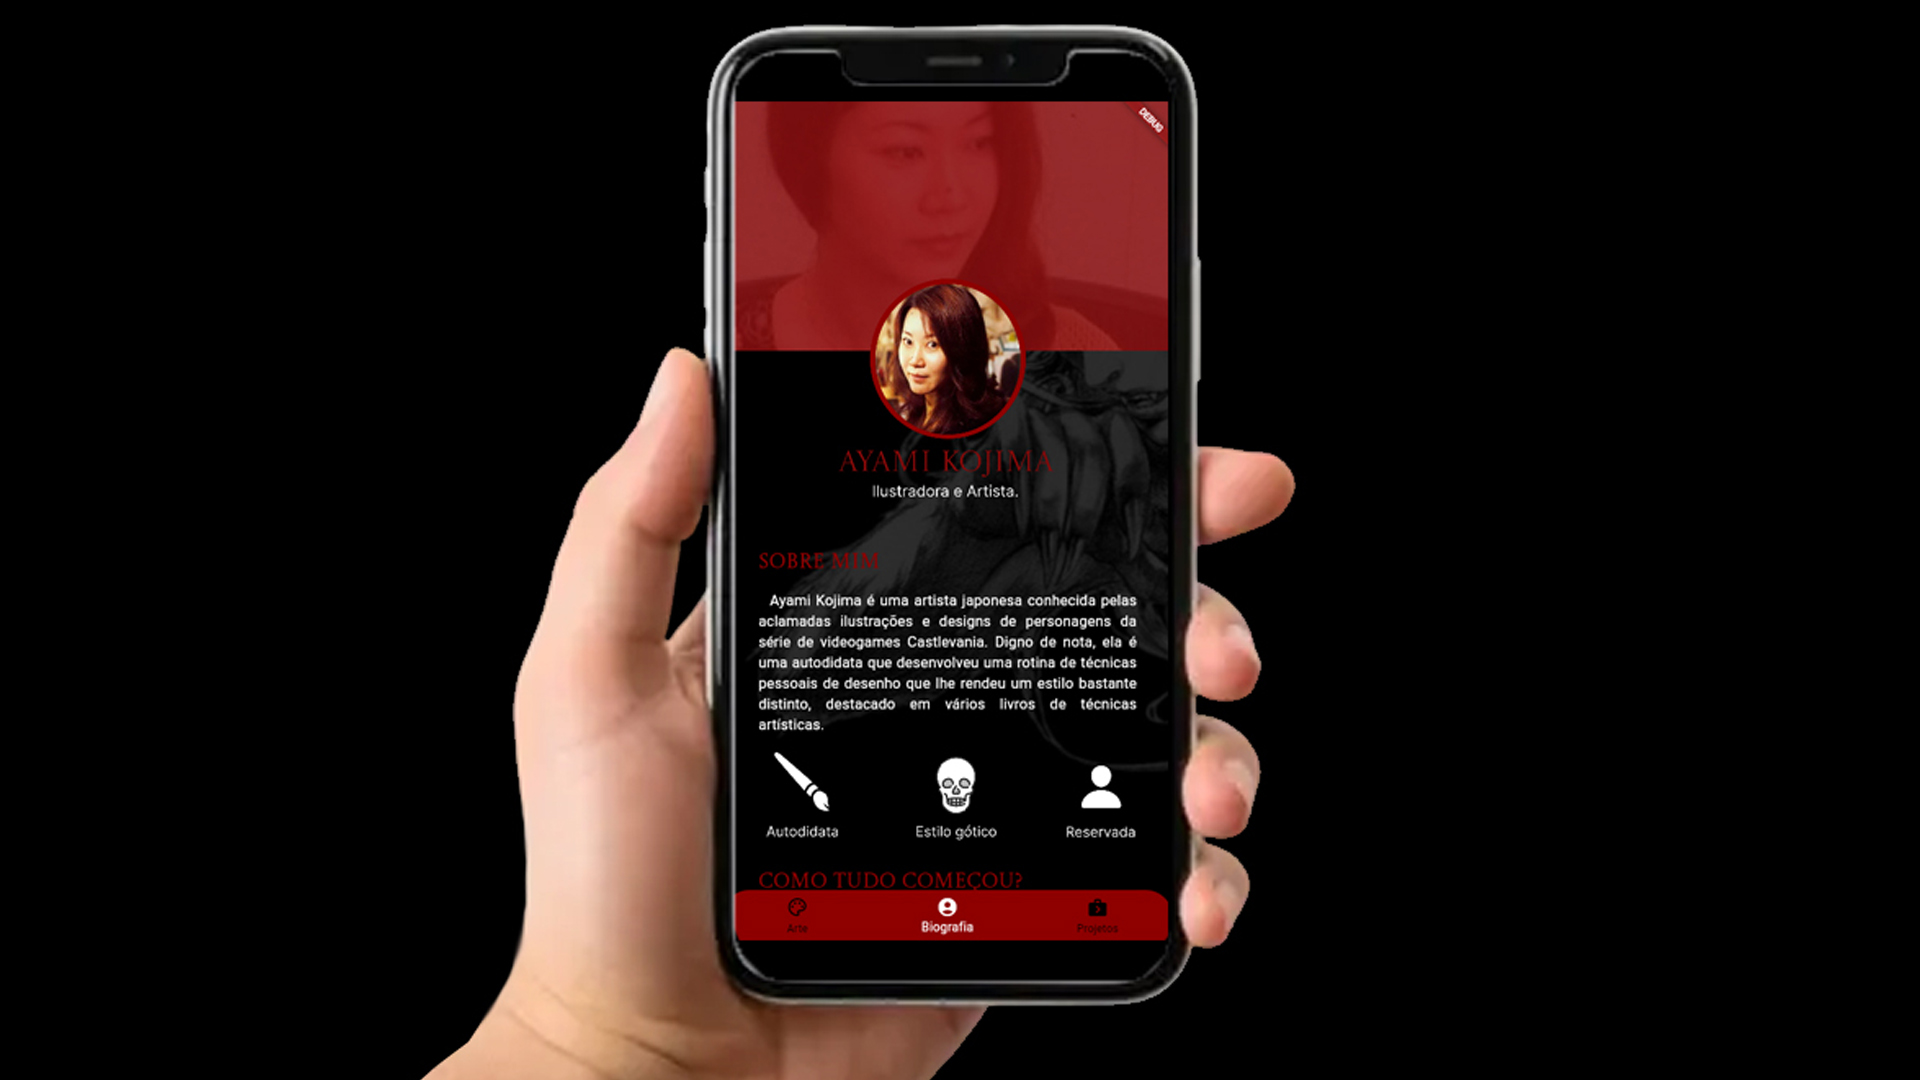 DEBUG
AYAMI KOJIMA
Ilustradora e Artista.
SOBRE MIM
Ayami Kojima é uma artista japonesa conhecida pelas
aclamadas ilustrações e designs de personagens da
série de videogames Castlevania. Digno de nota, ela é
uma autodidata que desenvolveu uma rotina de técnicas
pessoais de desenho que lhe rendeu um estilo bastante
distinto, destacado em vários livros de técnicas
artísticas.
Autodidata Estilo gótico Reservada
COMO TUDO COMEÇOU?
Arte Biografia Projetos